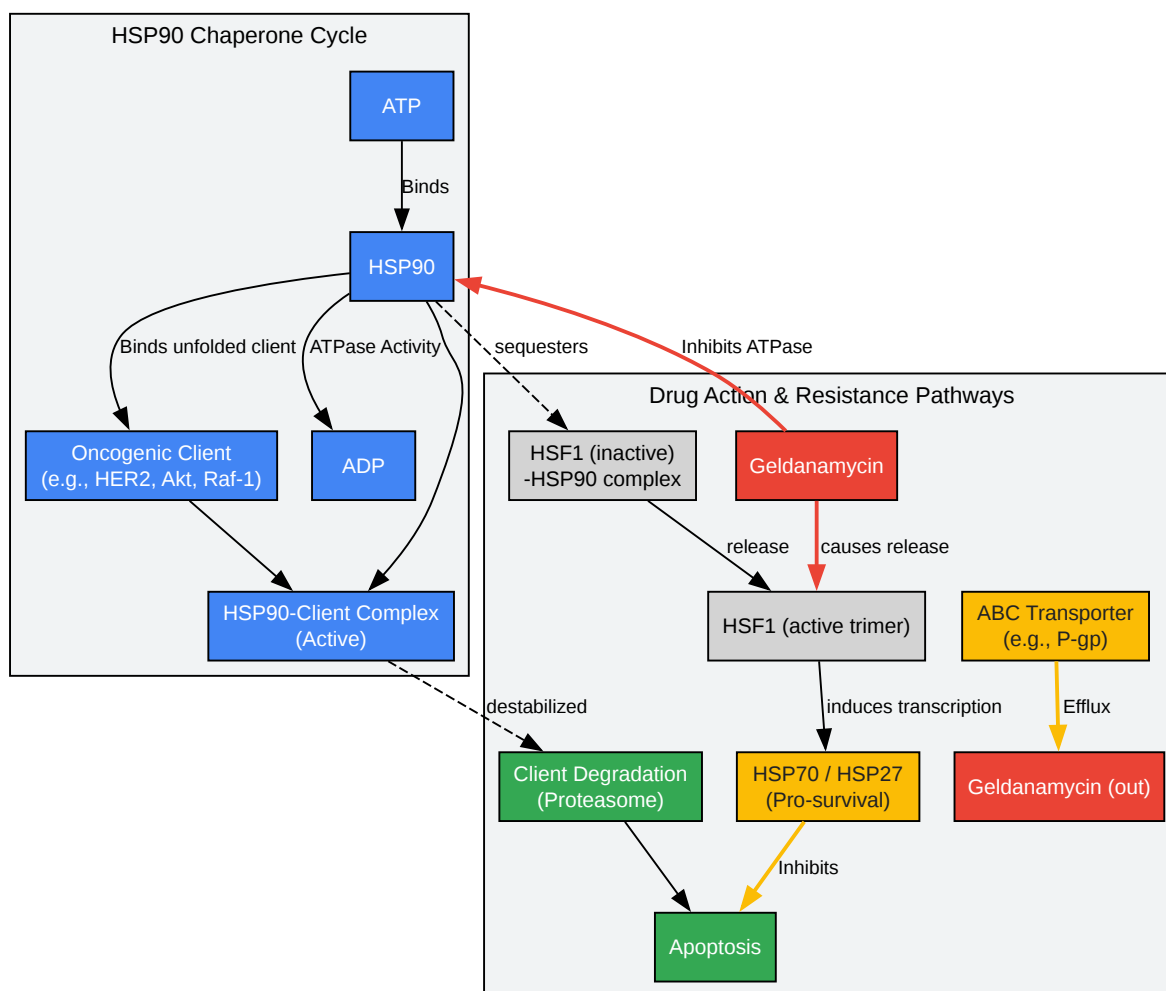 HSP90 Chaperone Cycle
ATP
Binds
HSP90
Binds unfolded client
ATPase Activity
sequesters
Inhibits ATPase
Drug Action & Resistance Pathways
Oncogenic Client
(e.g., HER2, Akt, Raf-1)
ADP
HSF1 (inactive)
-HSP90 complex
Geldanamycin
release
causes release
HSP90-Client Complex
(Active)
HSF1 (active trimer)
ABC Transporter
(e.g., P-gp)
destabilized
induces transcription
Efflux
Client Degradation
(Proteasome)
HSP70 / HSP27
(Pro-survival)
Geldanamycin (out)
Inhibits
Apoptosis